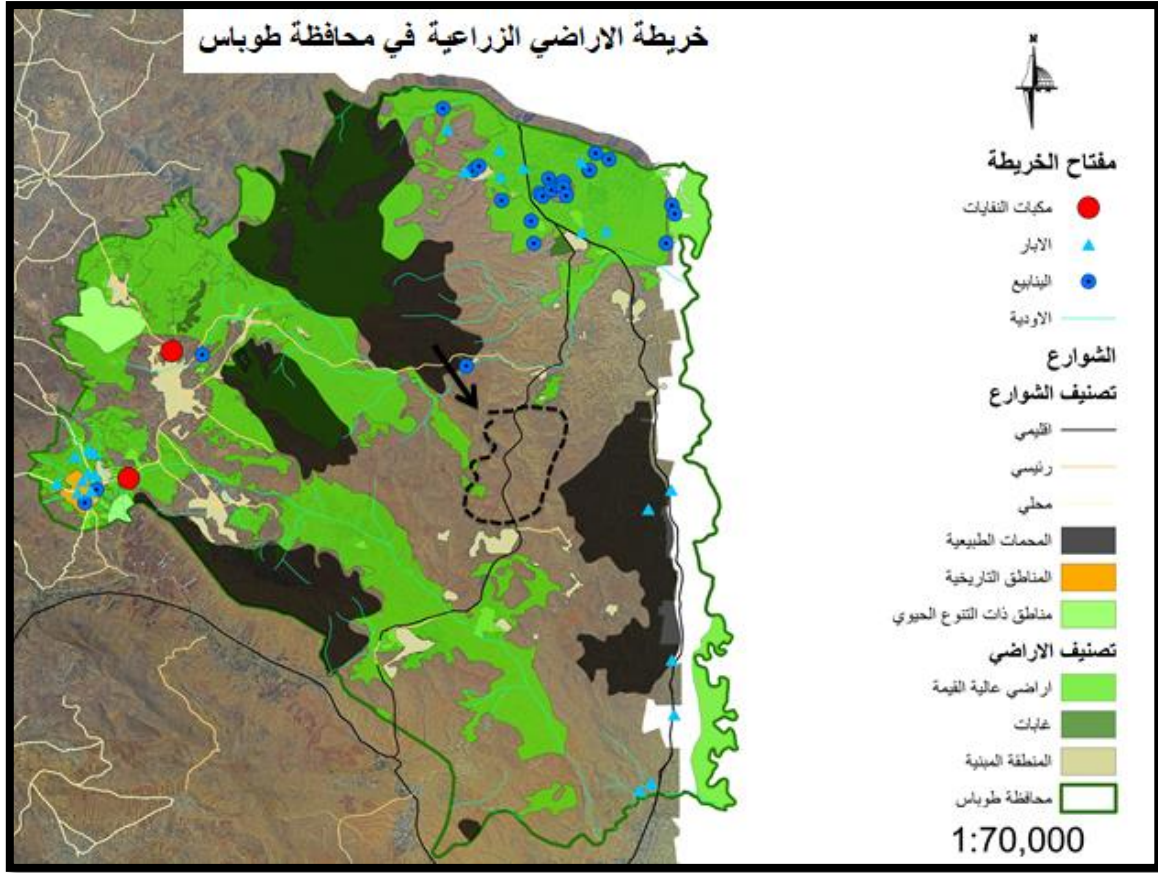 خريطة الاراضي الزراعية في محافظة طوباس
N
مفتاح الخريطة
مكبات النفايات
الابار
الينابيع
الاودية
الشوارع
تصنيف الشوارع
اقليمي
رئيسي
محلي
المحمات الطبيعية
المناطق التاريخية
مناطق ذات التنوع الحيوي
تصنيف الاراضي
اراضي عالية القيمة
غابات
المنطقة المبنية
محافظة طوباس
1:70,000